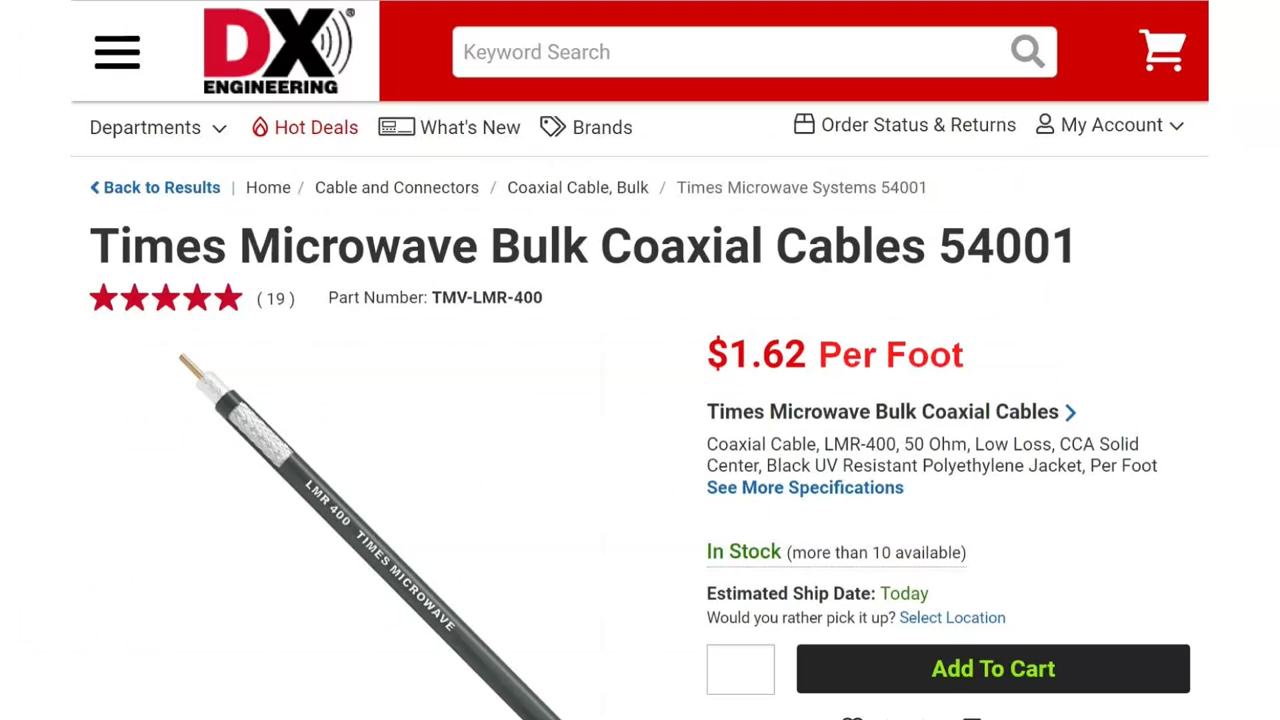 DX®
ENGINEERING
Keyword Search
Departments
Hot Deals
What's New
Brands
Order Status & Returns
My Account
Back to Results | Home / Cable and Connectors / Coaxial Cable, Bulk / Times Microwave Systems 54001
Times Microwave Bulk Coaxial Cables 54001
( 19 ) Part Number: TMV-LMR-400
LMR 400 TIMES MICROWAVE
$1.62 Per Foot
Times Microwave Bulk Coaxial Cables
Coaxial Cable, LMR-400, 50 Ohm, Low Loss, CCA Solid
Center, Black UV Resistant Polyethylene Jacket, Per Foot
See More Specifications
In Stock (more than 10 available)
Estimated Ship Date: Today
Would you rather pick it up? Select Location
Add To Cart